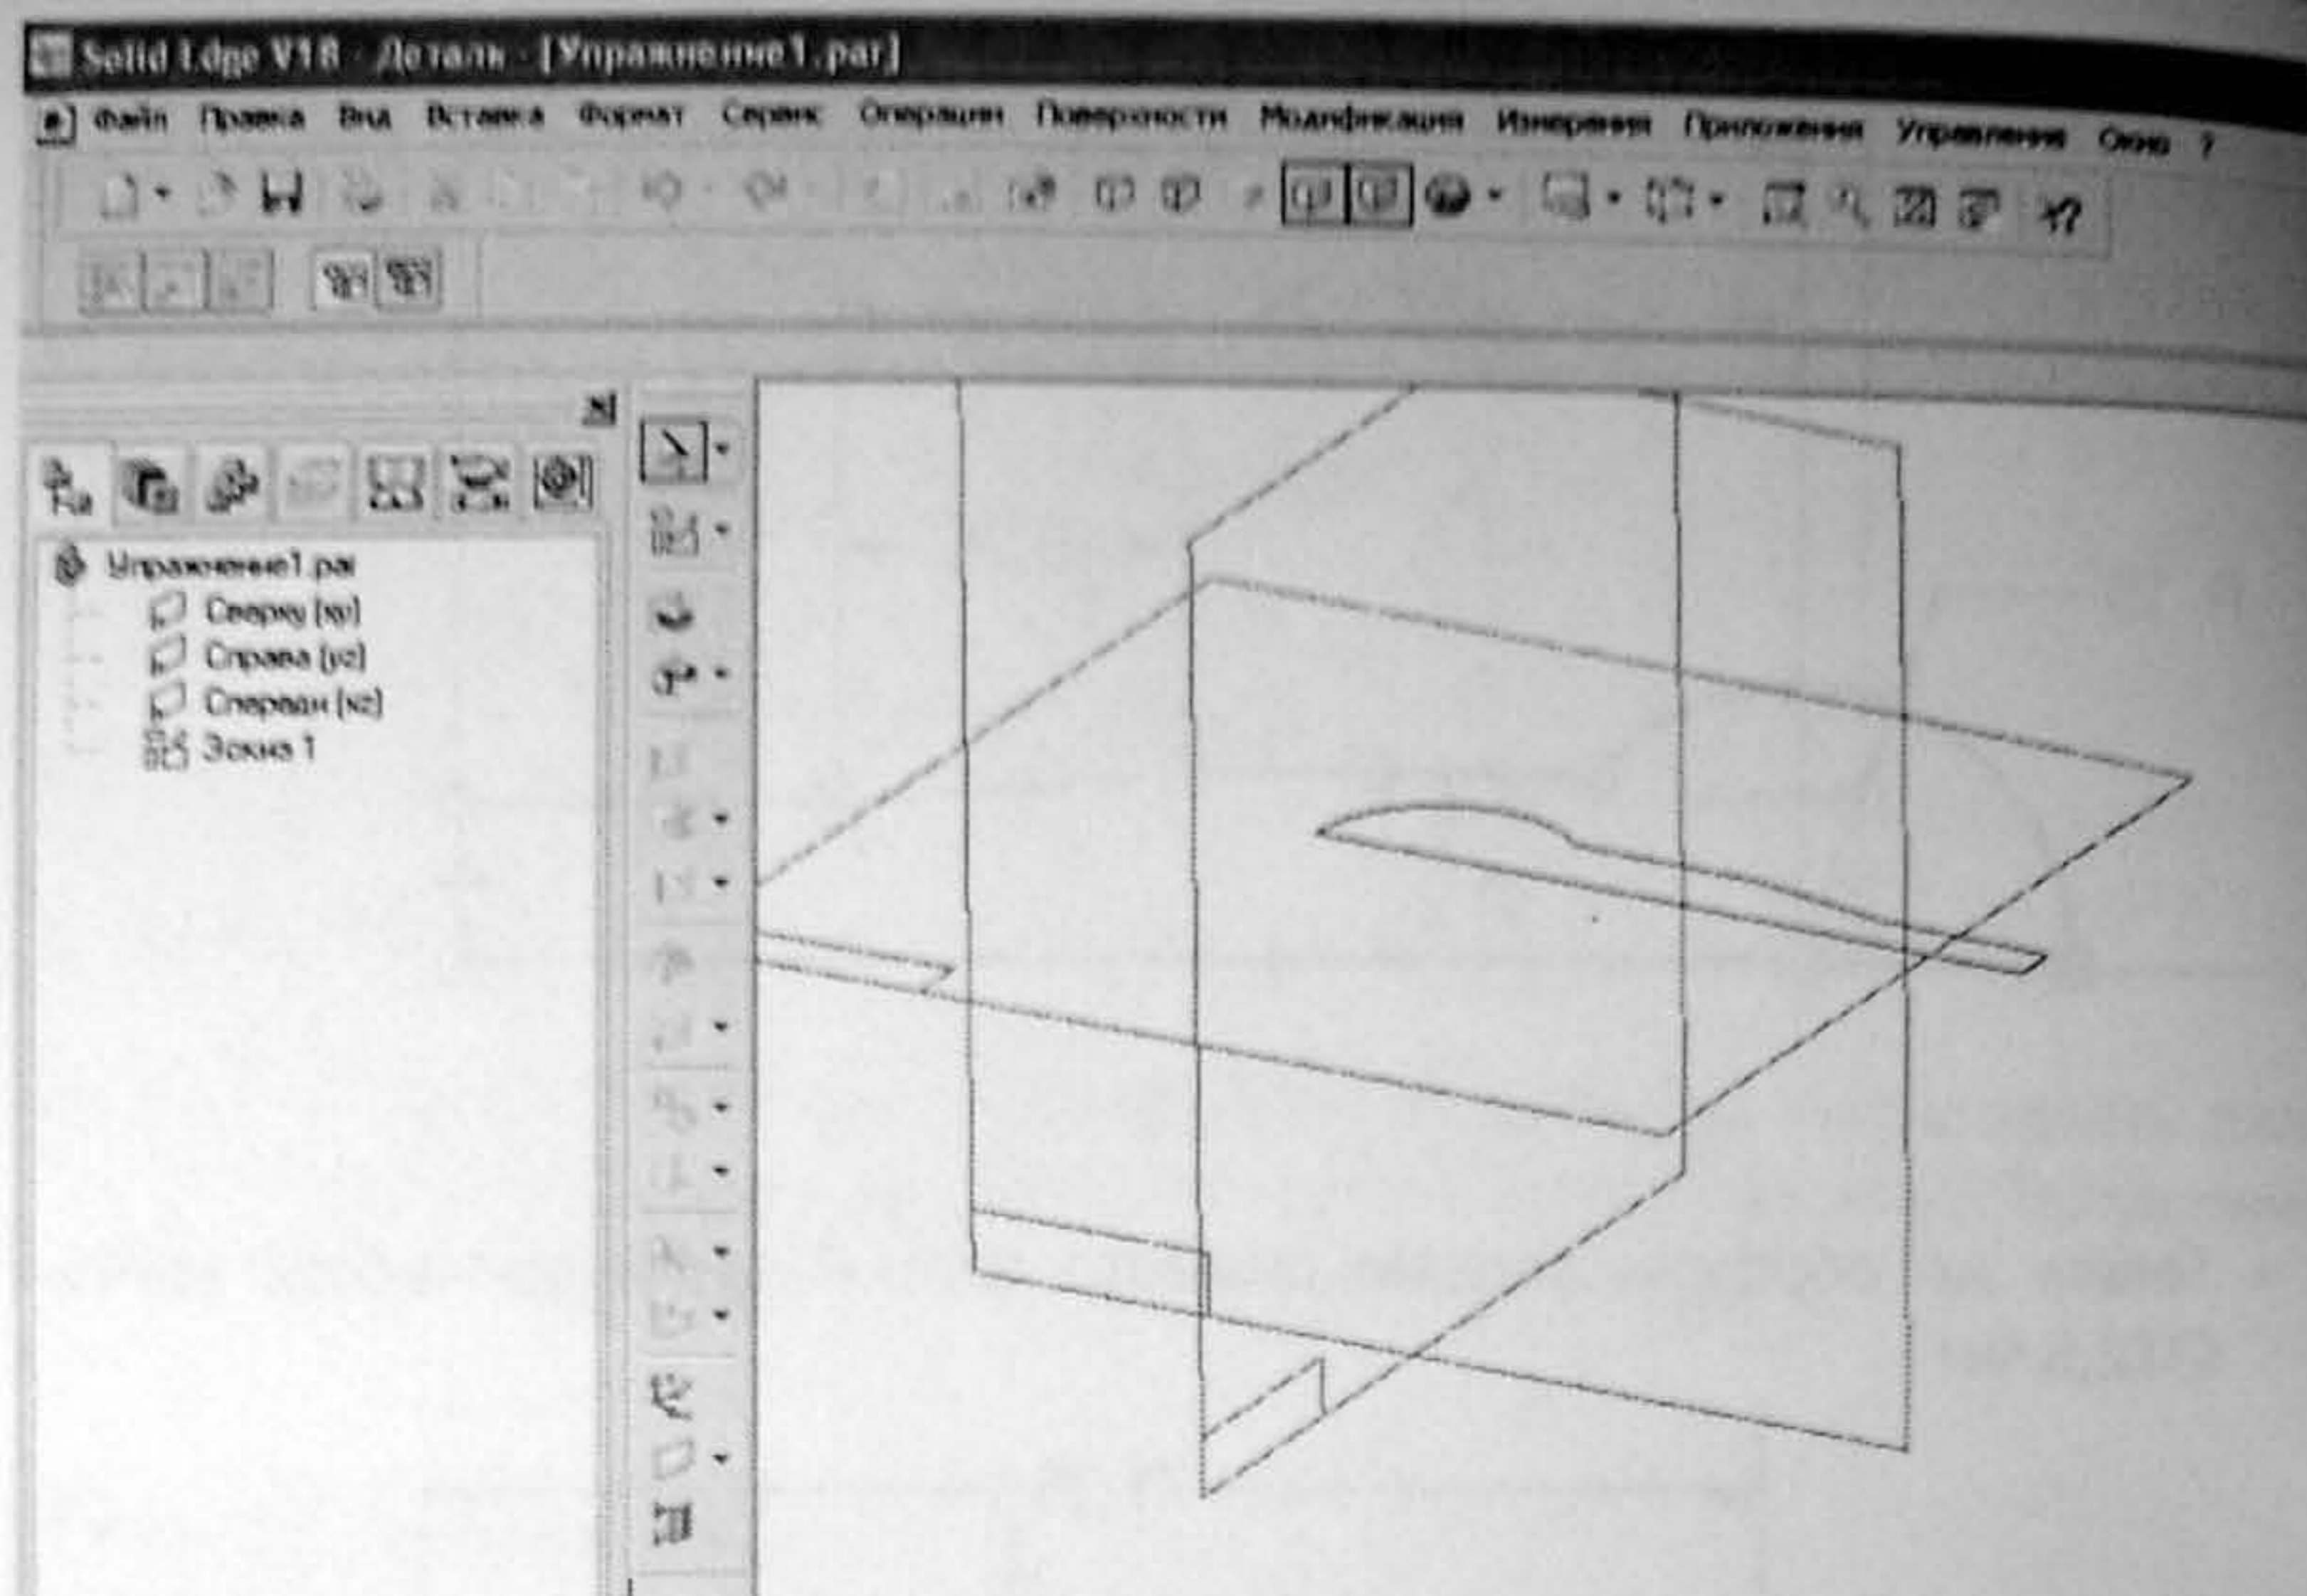 Solid Edge V18 - Деталь - [Упражнение1.par]
Файл Правка Вид Вставка Формат Сервис Операции Поверхности Модификация Измерения Приложения Управление Окно ?
Упражнение1.par
Сверху (xy)
Справа (yz)
Спереди (xz)
Эскиз 1